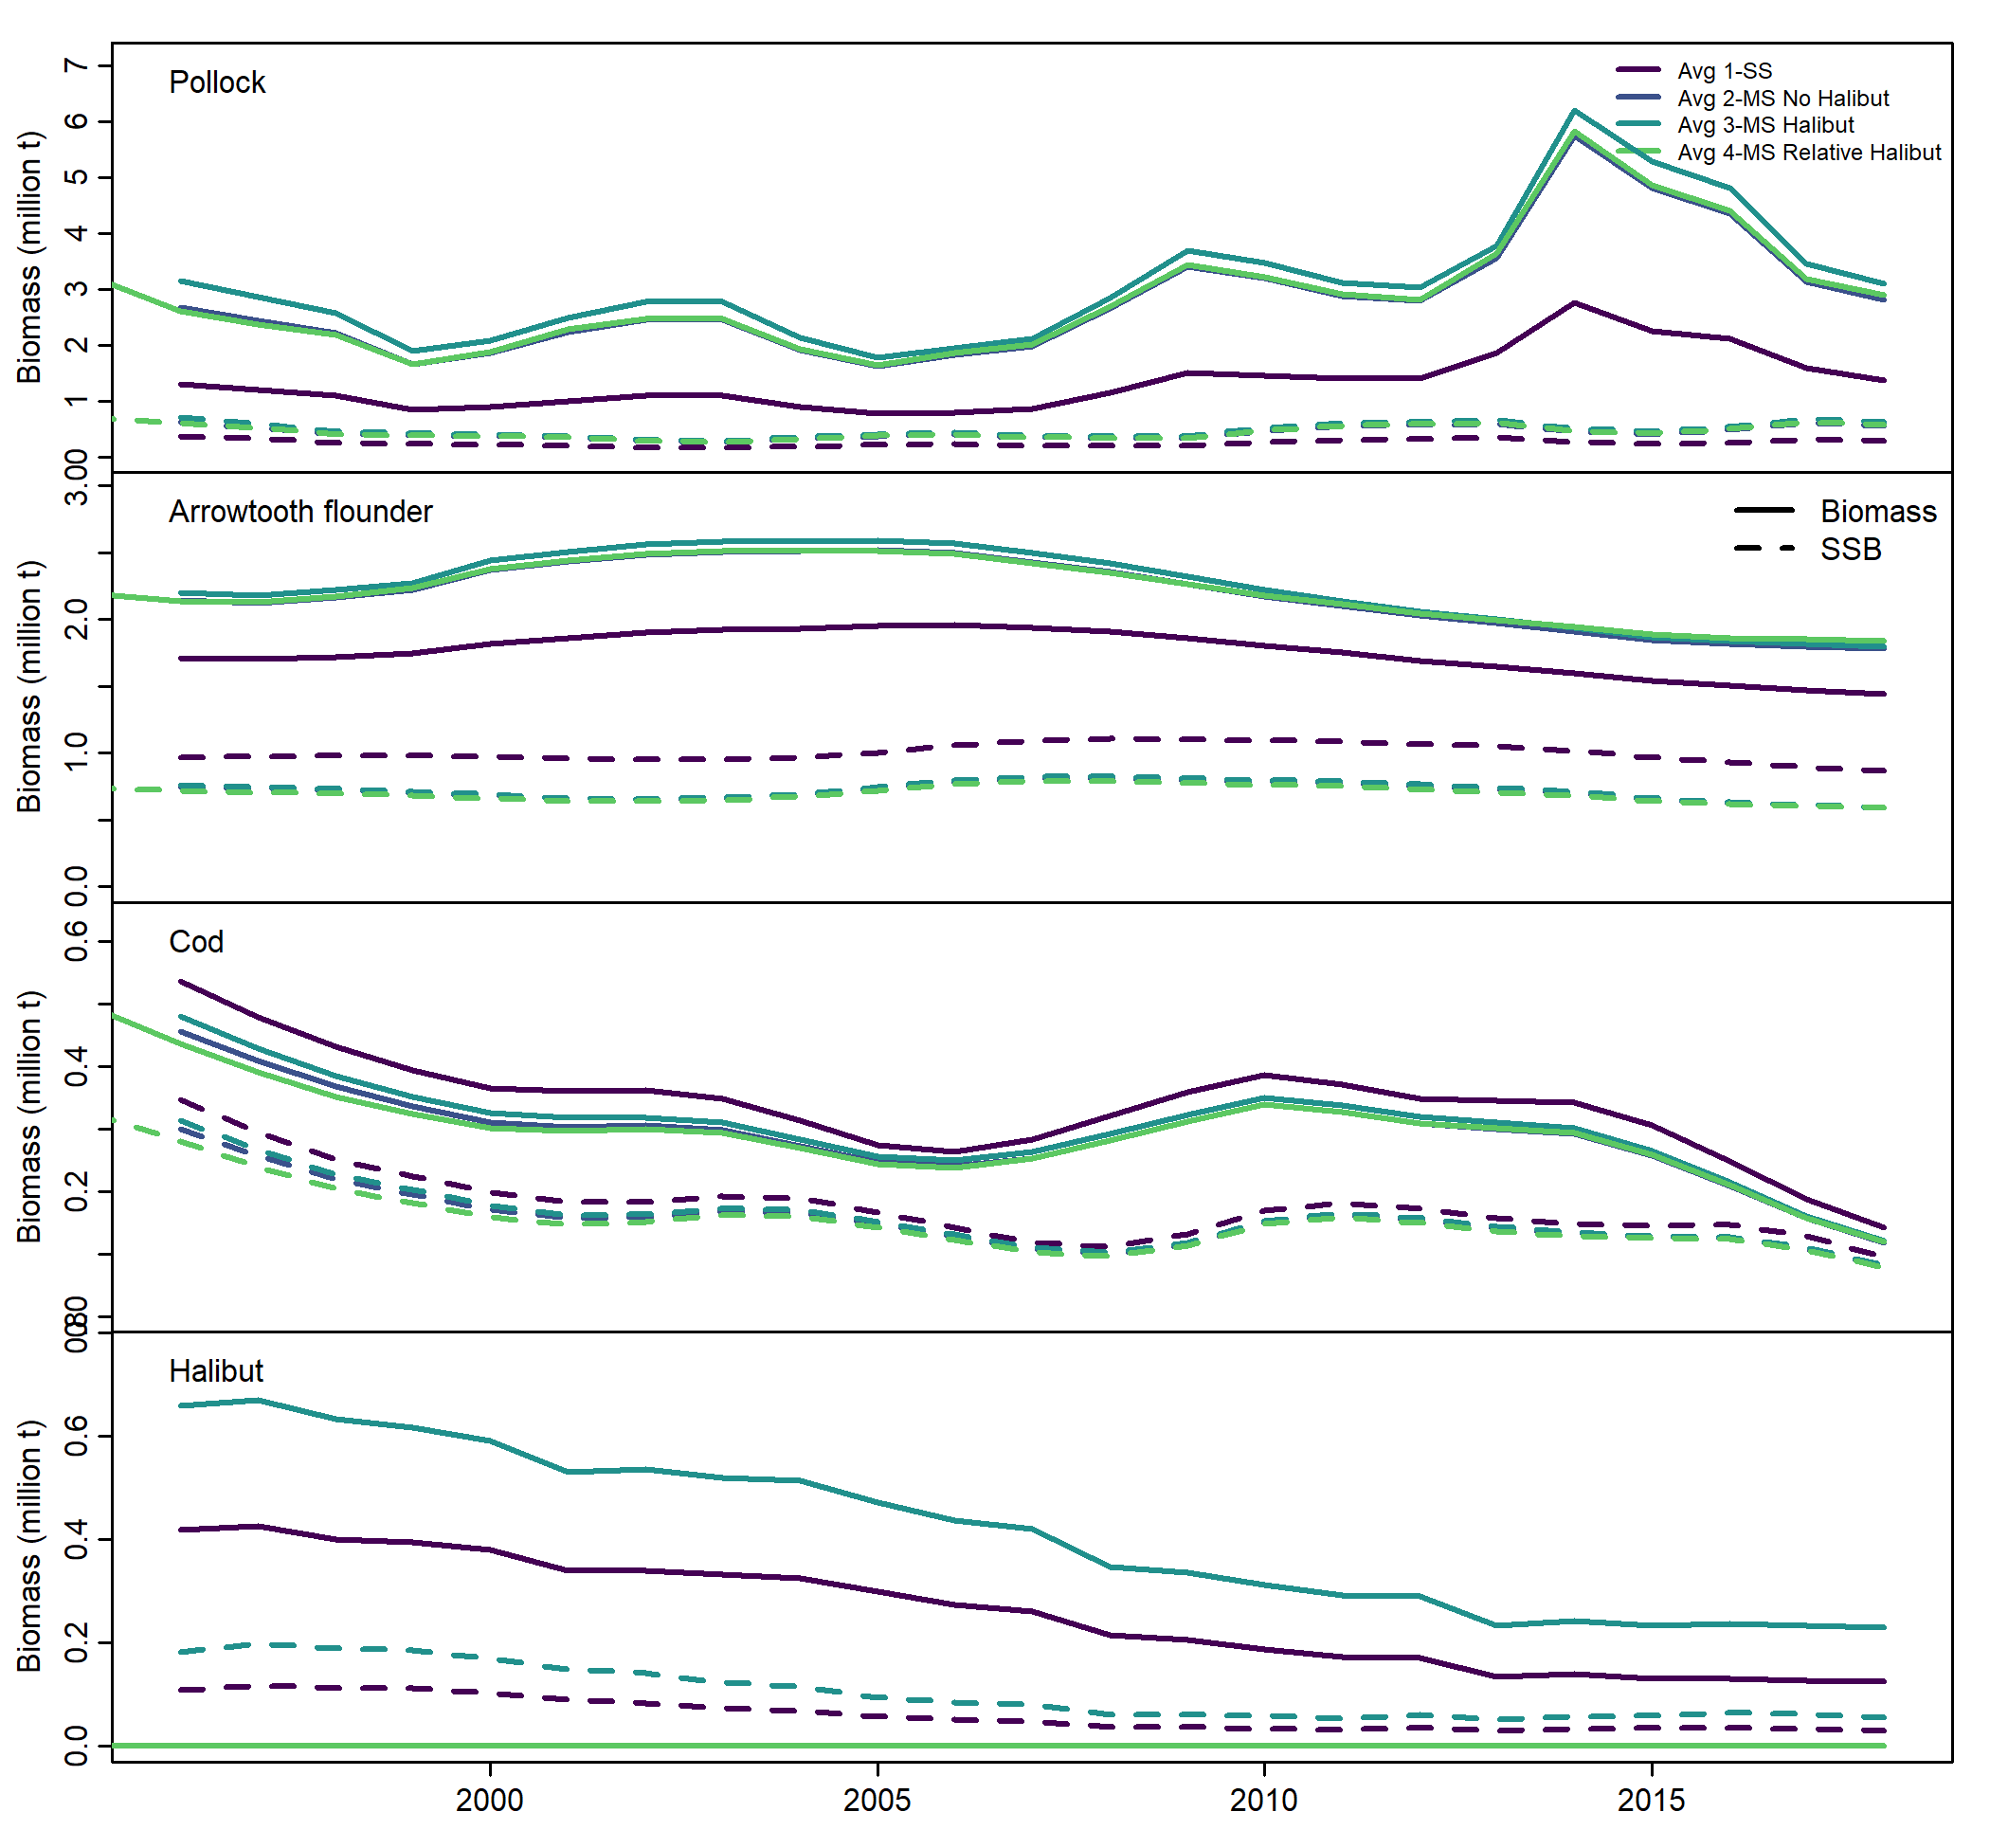 Pollock
Avg 1-SS
Avg 2-MS No Halibut
Avg 3-MS Halibut
Avg 4-MS Relative Halibut
Biomass (million t)
7
6
5
4
3
2
1
0
Arrowtooth flounder
Biomass
SSB
Biomass (million t)
3.0
2.0
1.0
0.0
Cod
Biomass (million t)
0.6
0.4
0.2
0.0
Halibut
Biomass (million t)
0.8
0.6
0.4
0.2
0.0
2000
2005
2010
2015